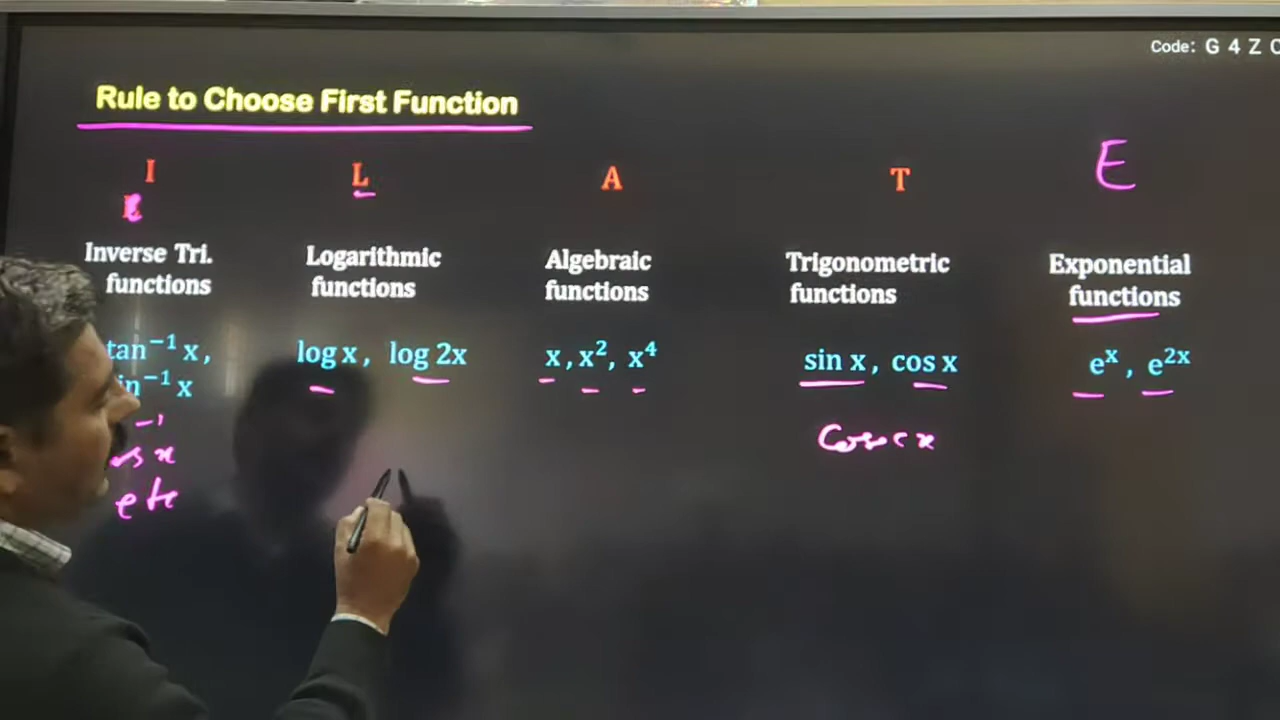 Code: G 4 Z
Rule to Choose First Function
I L A T E
Inverse Tri. functions
Logarithmic functions
Algebraic functions
Trigonometric functions
Exponential functions
tan⁻¹ x,
x
log x, log 2x
x, x², x⁴
sin x, cos x
eˣ, e²ˣ
etc
Cosec x